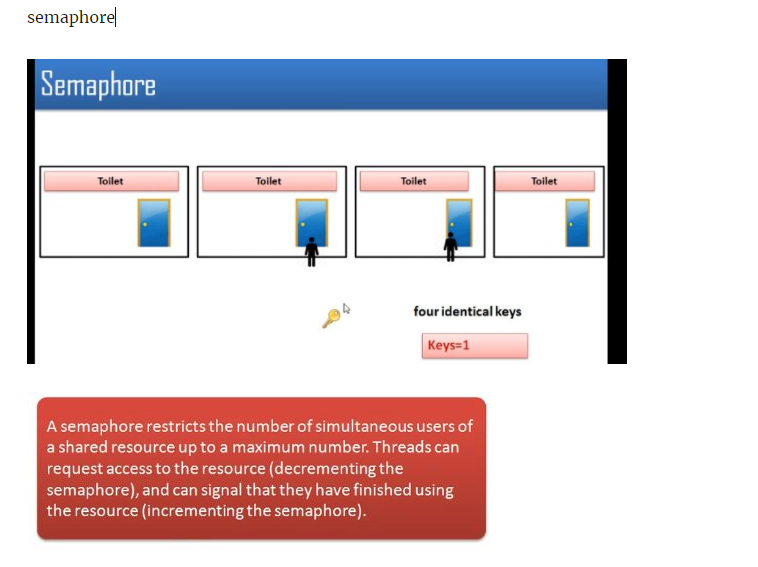 semaphore
Semaphore
Toilet Toilet Toilet Toilet
four identical keys
Keys=1
A semaphore restricts the number of simultaneous users of
a shared resource up to a maximum number. Threads can
request access to the resource (decrementing the
semaphore), and can signal that they have finished using
the resource (incrementing the semaphore).